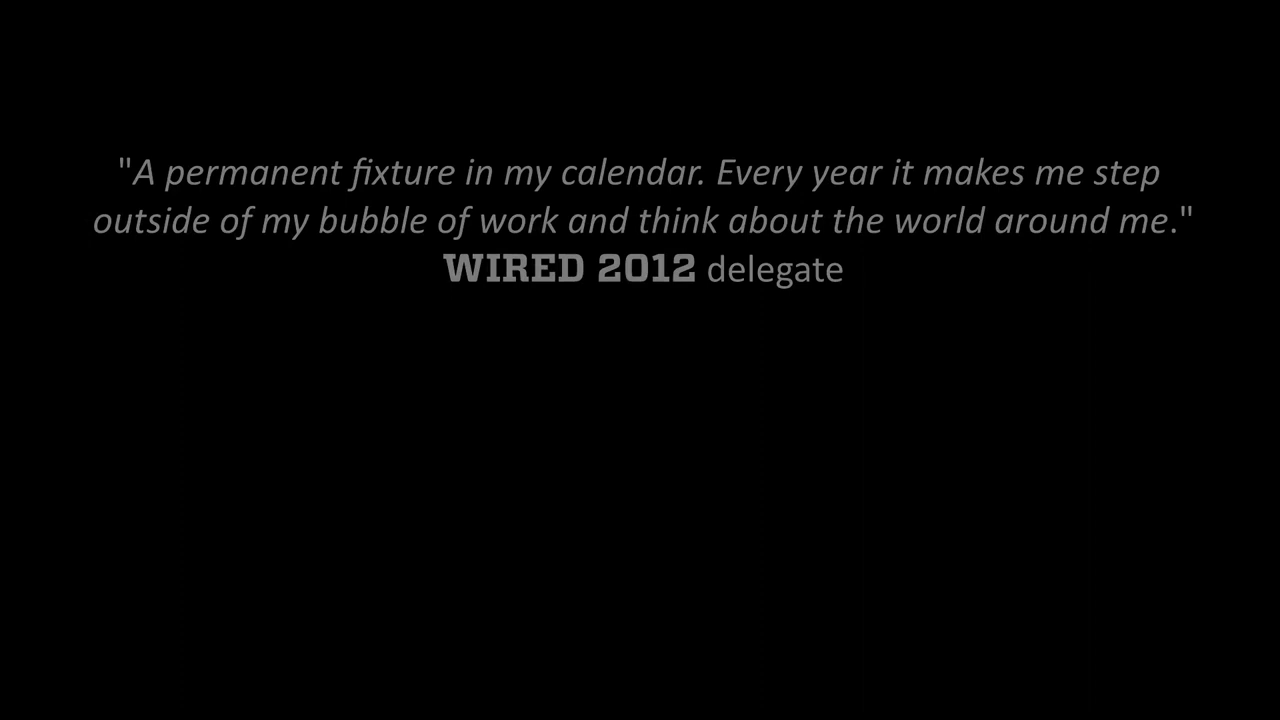 "A permanent fixture in my calendar. Every year it makes me step
outside of my bubble of work and think about the world around me."
WIRED 2012 delegate